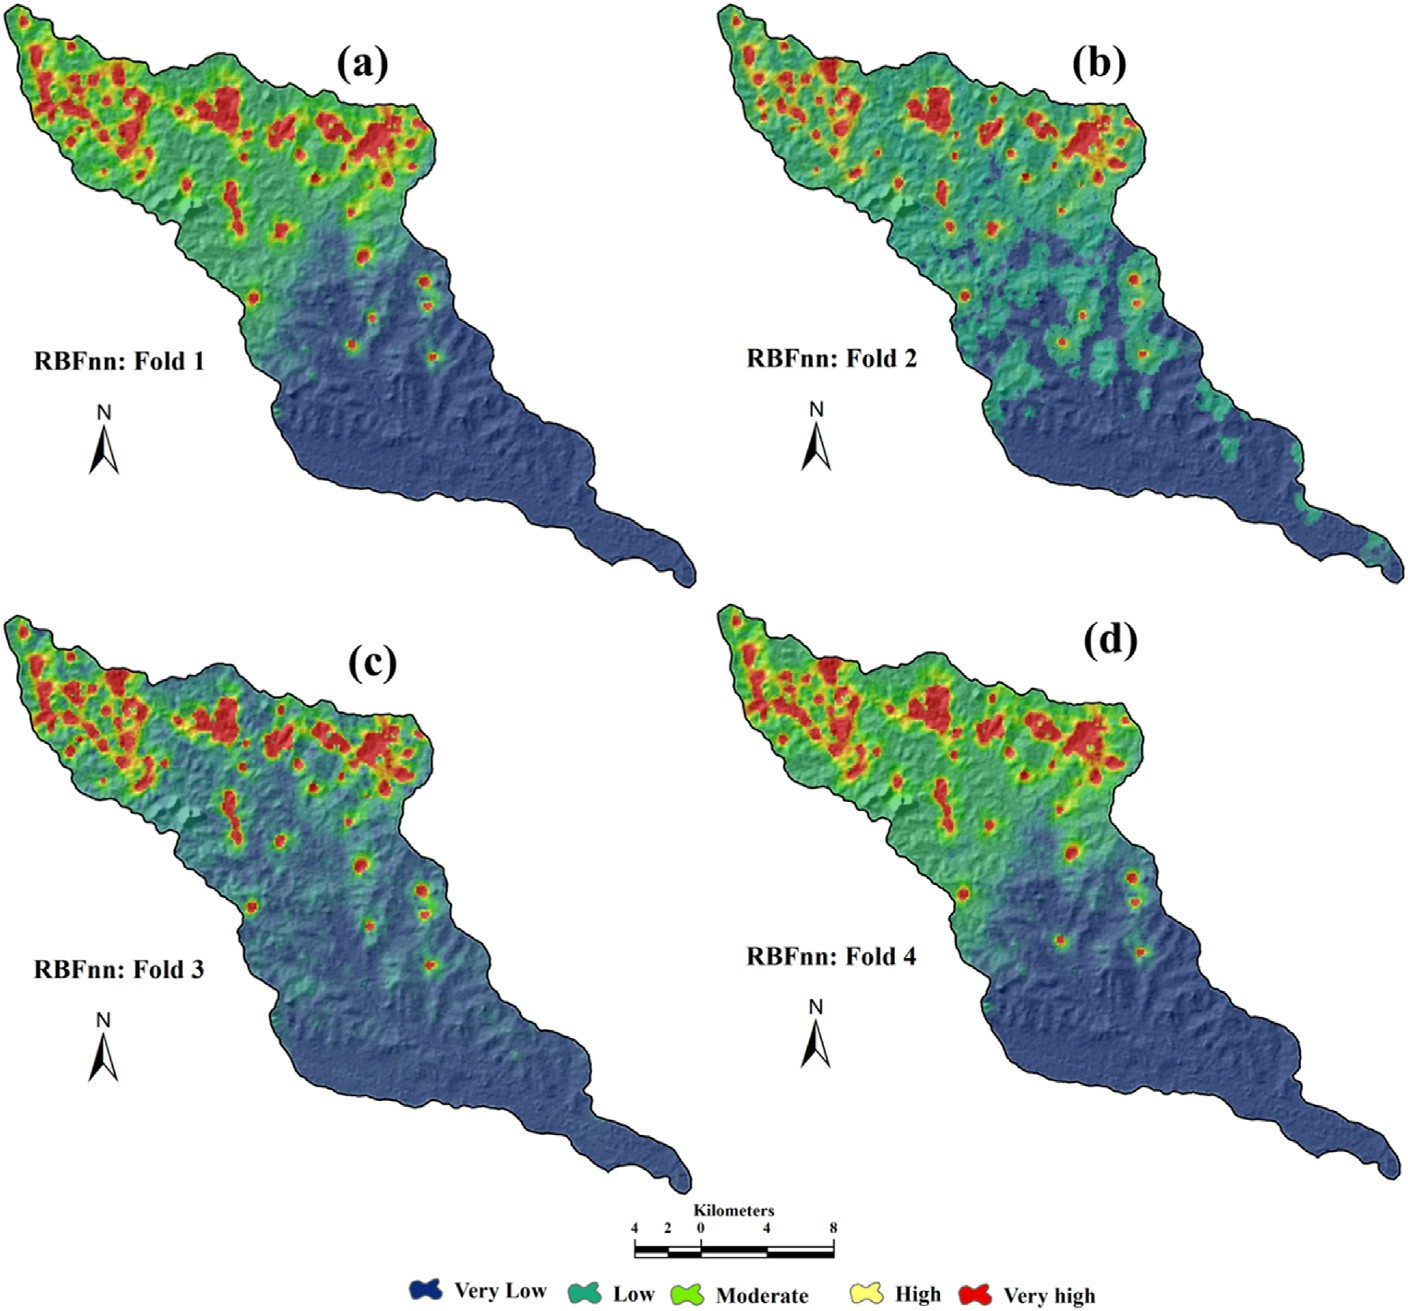 (a)
(b)
RBFnn: Fold 1
RBFnn: Fold 2
N
N
(c)
(d)
RBFnn: Fold 3
RBFnn: Fold 4
N
N
Kilometers
4 2 0 4 8
Very Low Low Moderate High Very high